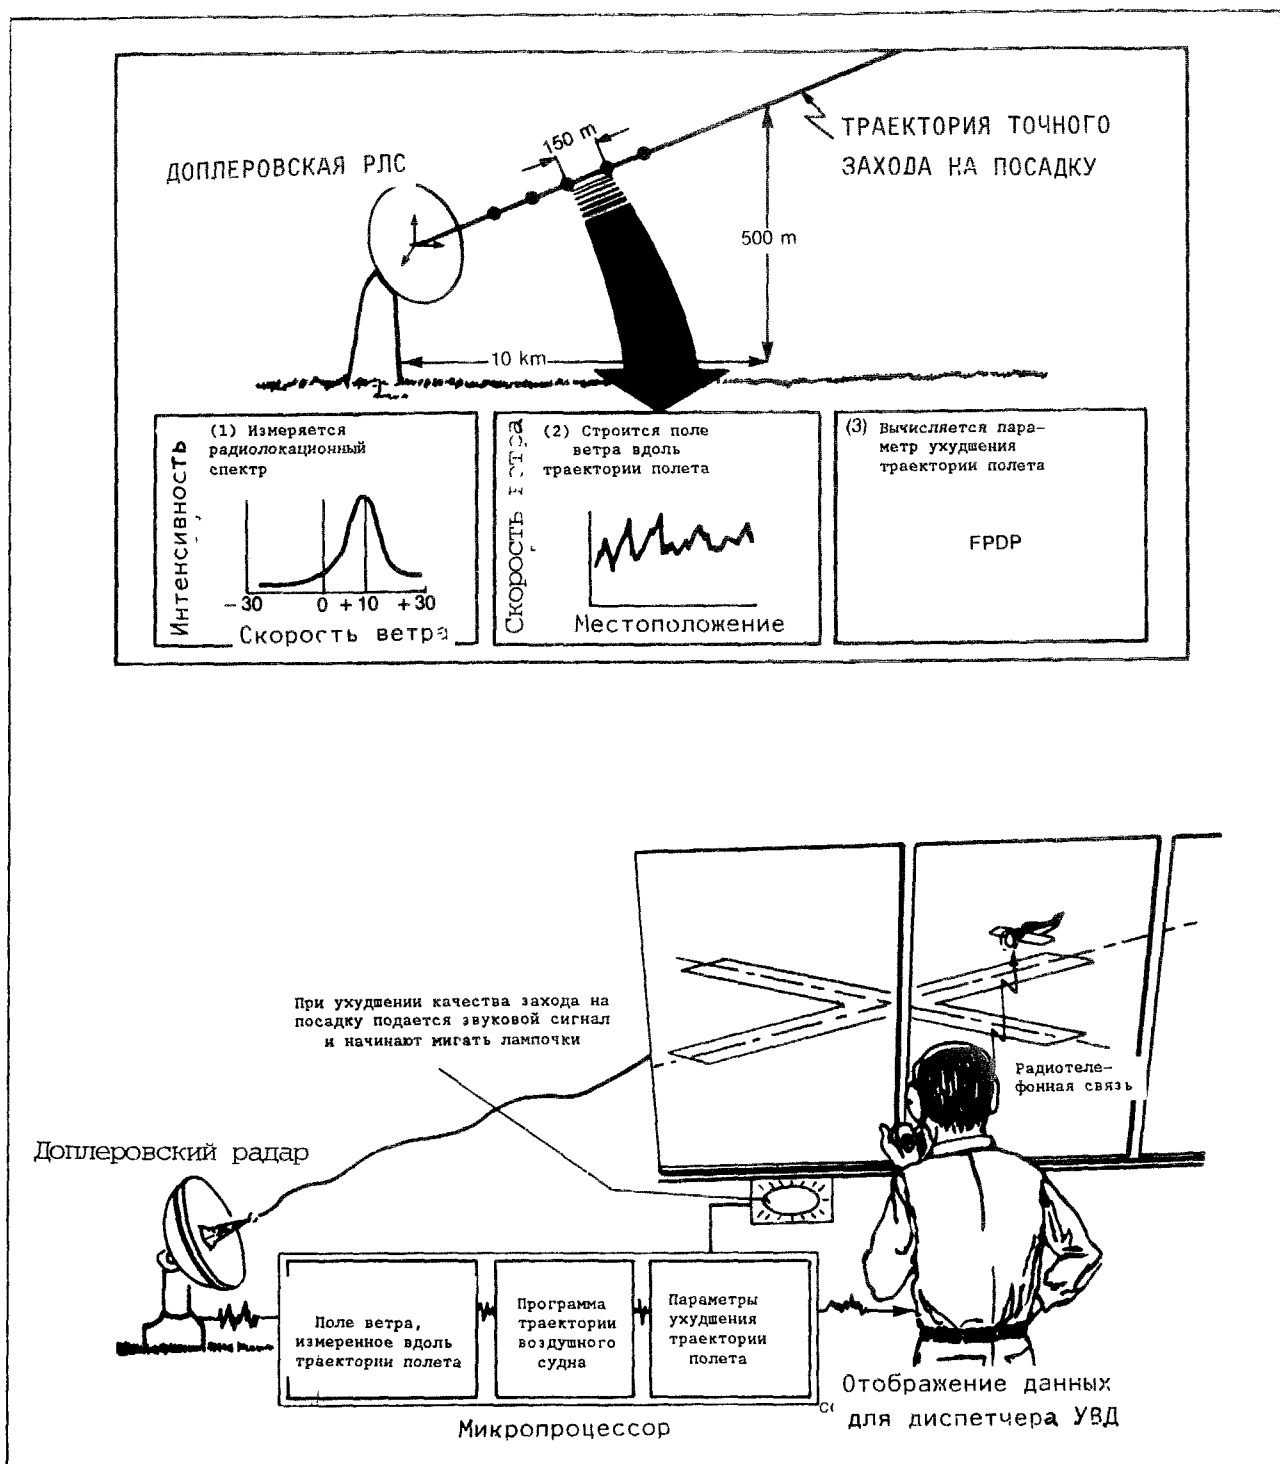 ДОПЛЕРОВСКАЯ РЛС
150 m
ТРАЕКТОРИЯ ТОЧНОГО
ЗАХОДА НА ПОСАДКУ
500 m
10 km
Интенсивность
(1) Измеряется
радиолокационный
спектр
-30 0 +10 +30
Скорость ветра
Скорость
(2) Строится поле
ветра вдоль
траектории полета
Местоположение
(3) Вычисляется пара-
метр ухудшения
траектории полета
FPDP
При ухудшении качества захода на
посадку подается звуковой сигнал
и начинают мигать лампочки
Радиотеле-
фонная связь
Доплеровский радар
Поле ветра,
измеренное вдоль
траектории полета
Программа
траектории
воздушного
судна
Параметры
ухудшения
траектории
полета
Микропроцессор
Отображение данных
для диспетчера УВД